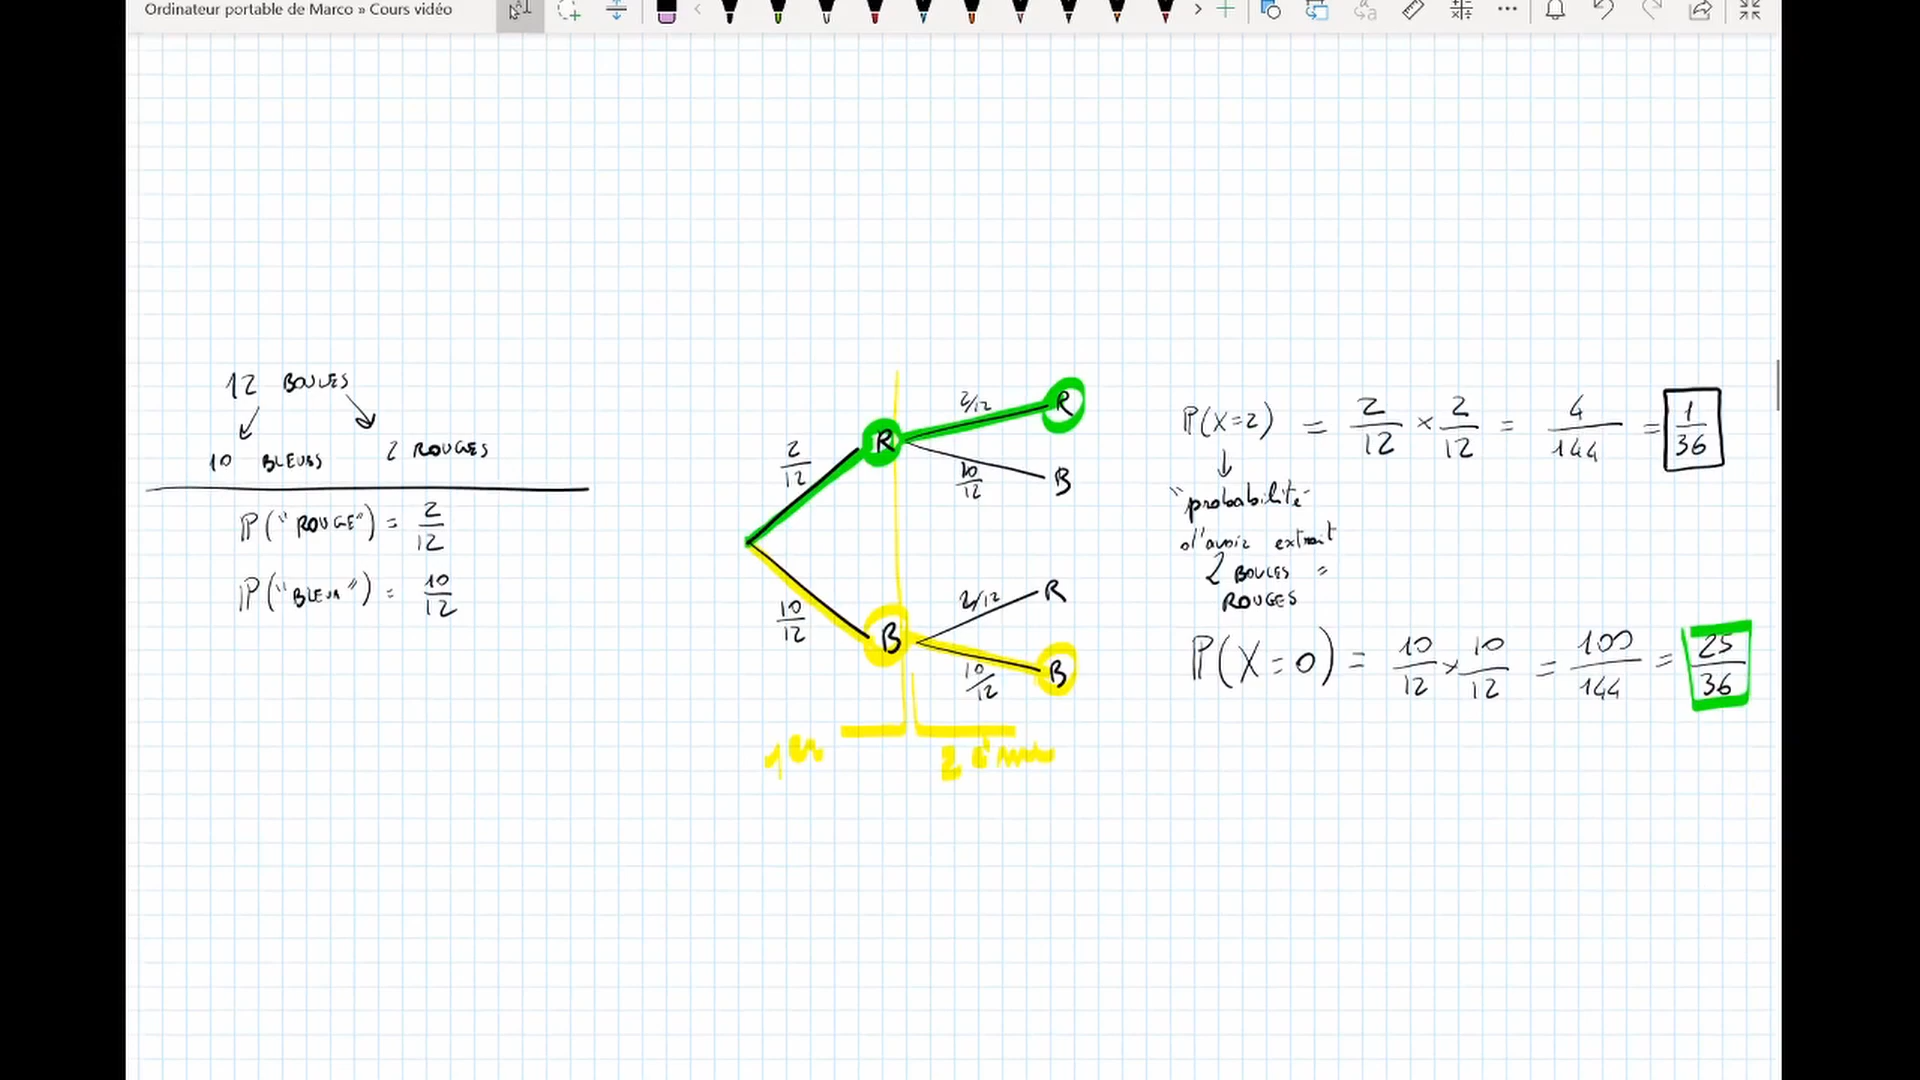 Ordinateur portable de Marco » Cours vidéo
12 BOULES
10 BLEUES 2 ROUGES
P("ROUGE") = 2/12
P("BLEU") = 10/12
2/12 R 2/12 R
10/12 B
10/12 B 2/12 R
10/12 B
1er 2ème
P(X=2) = 2/12 × 2/12 = 4/144 = 1/36
"probabilité
d'avoir extrait
2 BOULES "
ROUGES
P(X=0) = 10/12 × 10/12 = 100/144 = 25/36